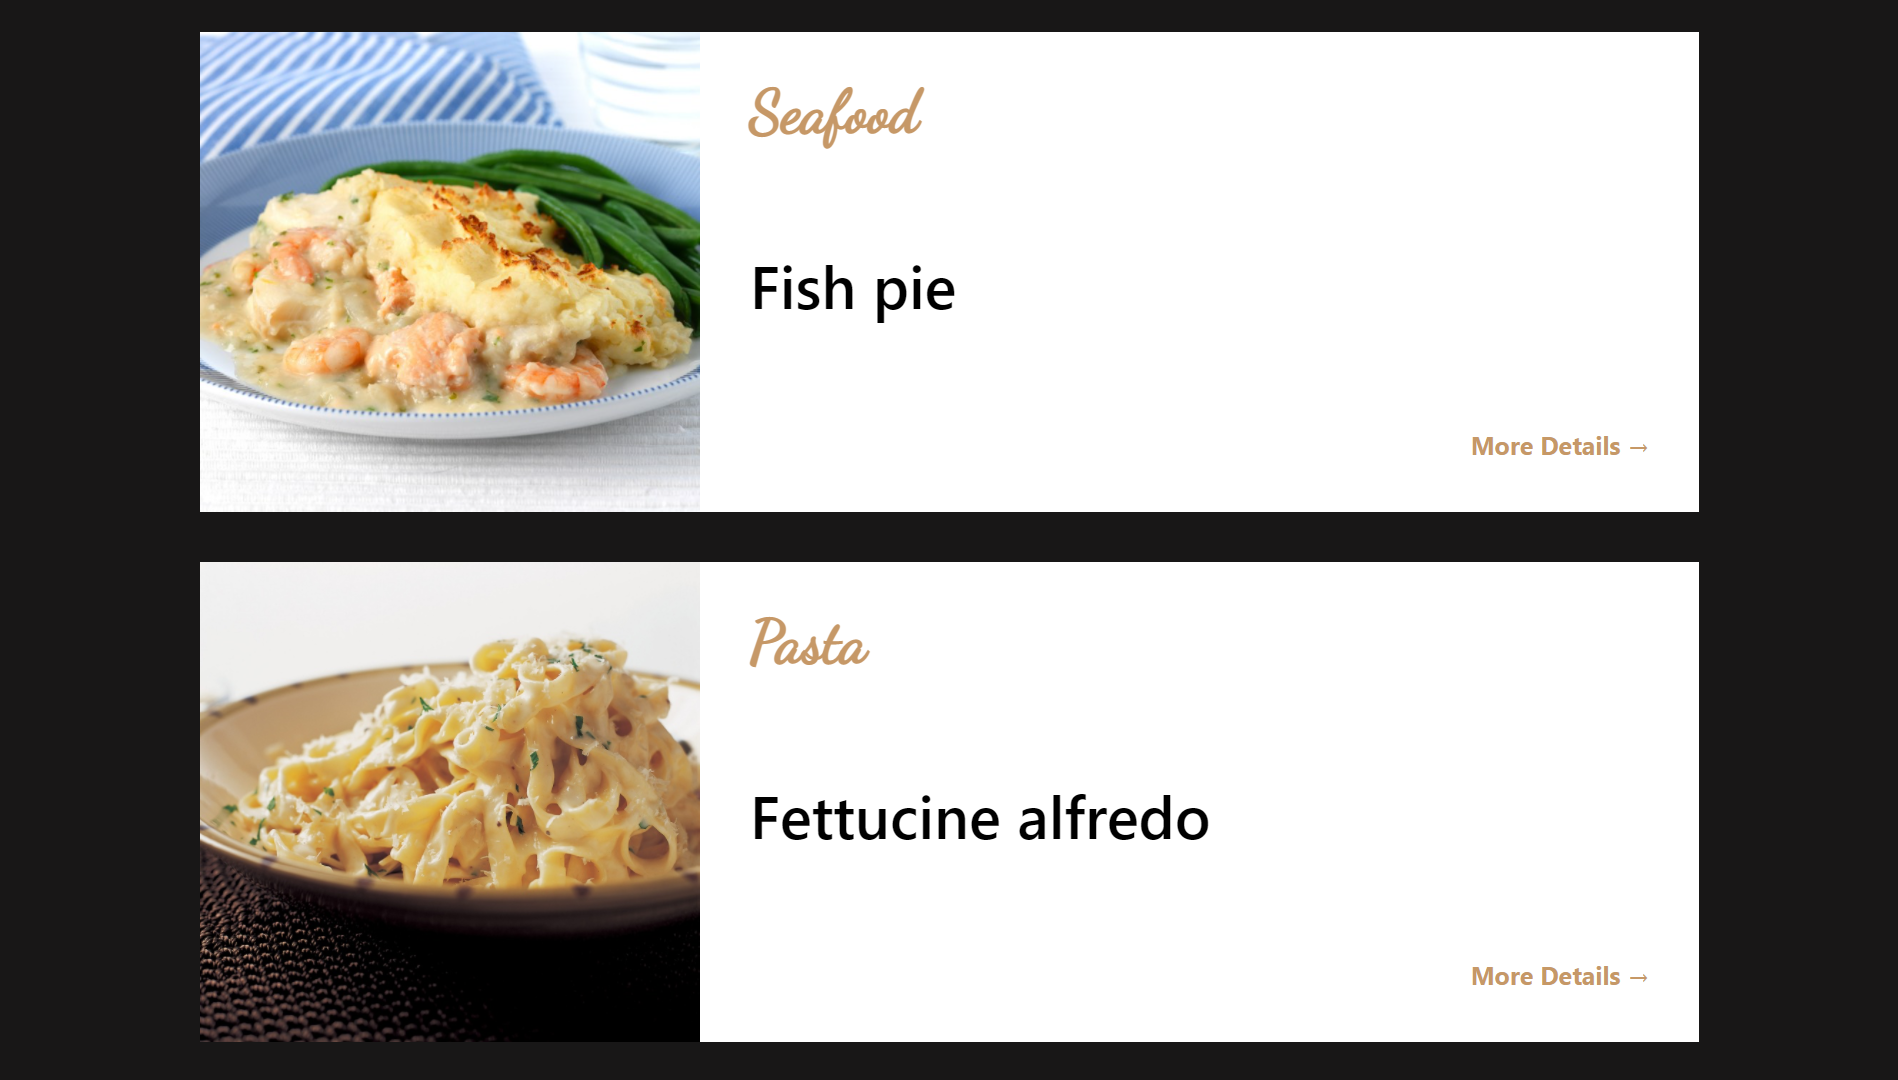 Seafood
Fish pie
More Details →
Pasta
Fettucine alfredo
More Details →